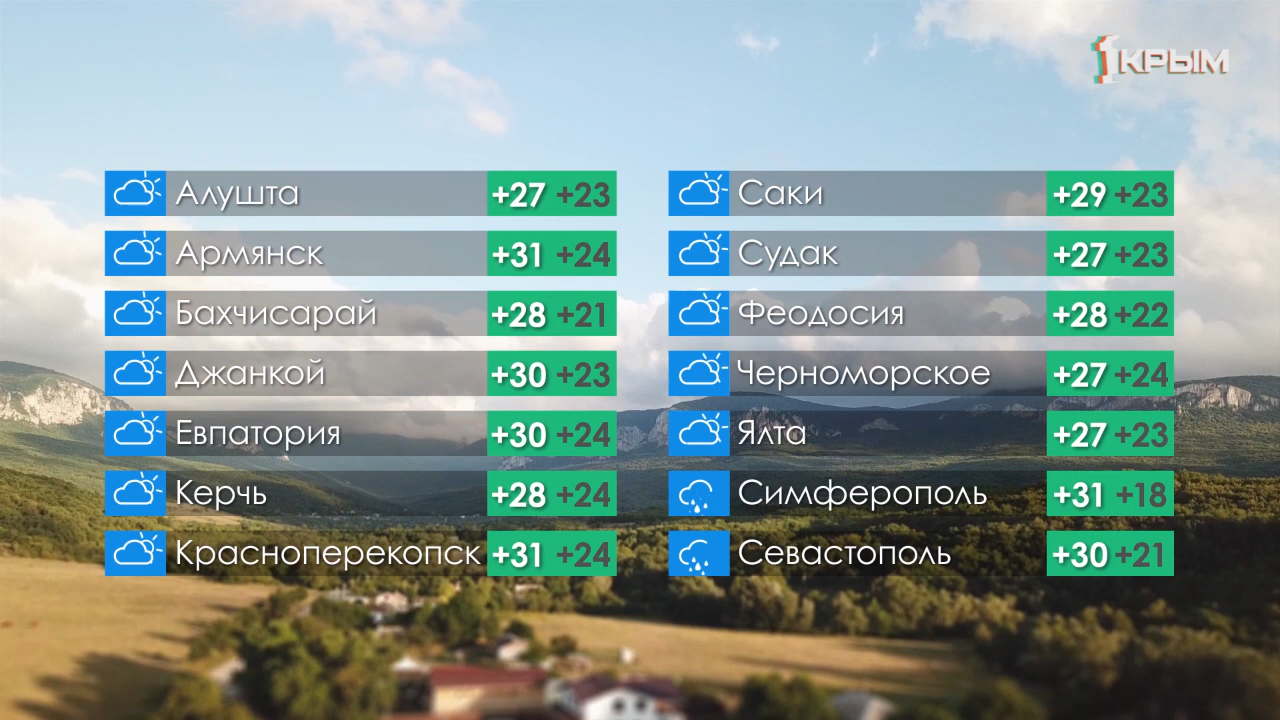 1КРЫМ
Алушта +27 +23
Армянск +31 +24
Бахчисарай +28 +21
Джанкой +30 +23
Евпатория +30 +24
Керчь +28 +24
Красноперекопск +31 +24
Саки +29 +23
Судак +27 +23
Феодосия +28 +22
Черноморское +27 +24
Ялта +27 +23
Симферополь +31 +18
Севастополь +30 +21